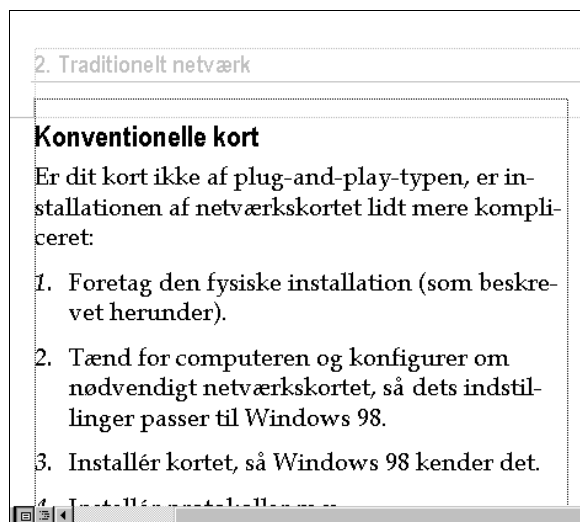 2. Traditionelt netværk
Konventionelle kort
Er dit kort ikke af plug-and-play-typen, er in-
stallationen af netværkskortet lidt mere kompli-
ceret:
1. Foretag den fysiske installation (som beskre-
vet herunder).
2. Tænd for computeren og konfigurer om
nødvendigt netværkskortet, så dets indstil-
linger passer til Windows 98.
3. Installér kortet, så Windows 98 kender det.
4. Installér protokoller m.v.